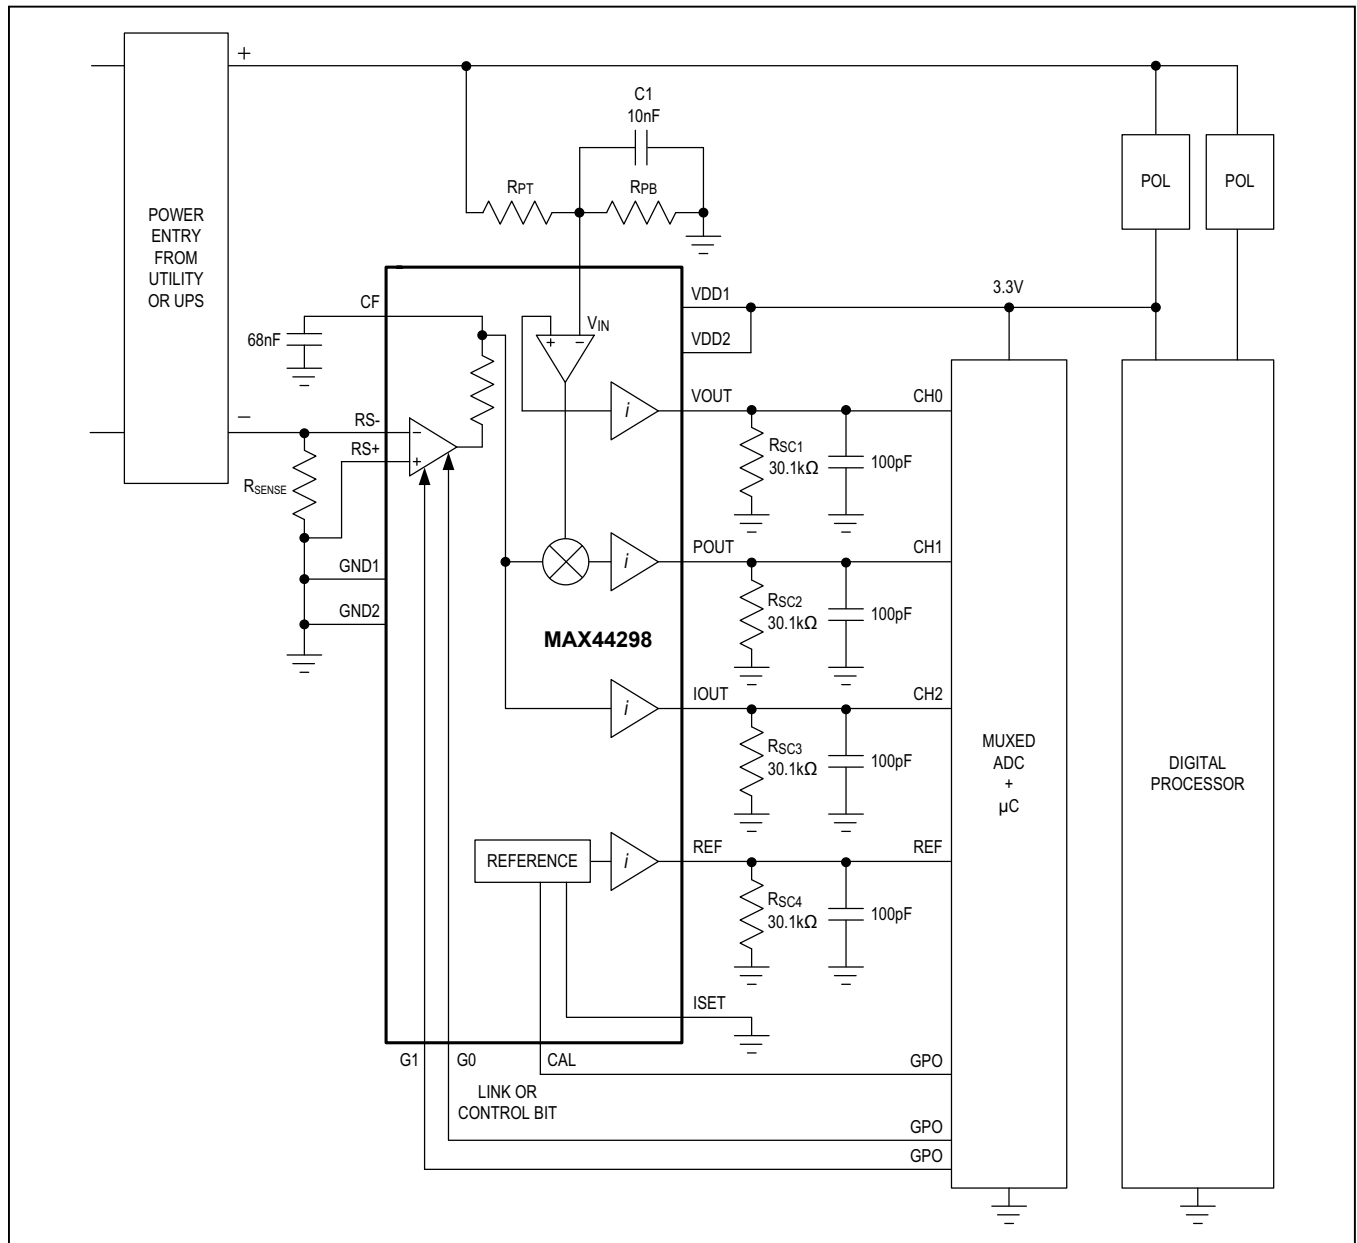 +
C1
10nF
RPT
RPB
POL
POL
POWER
ENTRY
FROM
UTILITY
OR UPS
CF
68nF
VIN
+ −
VDD1
3.3V
VDD2
−
RS-
−
RS+
+
RSENSE
i
VOUT
CH0
RSC1
30.1kΩ
100pF
GND1
GND2
i
POUT
CH1
RSC2
30.1kΩ
100pF
MAX44298
i
IOUT
CH2
RSC3
30.1kΩ
100pF
MUXED
ADC
+
µC
DIGITAL
PROCESSOR
REFERENCE
i
REF
REF
RSC4
30.1kΩ
100pF
ISET
G1
G0
CAL
GPO
LINK OR
CONTROL BIT
GPO
GPO